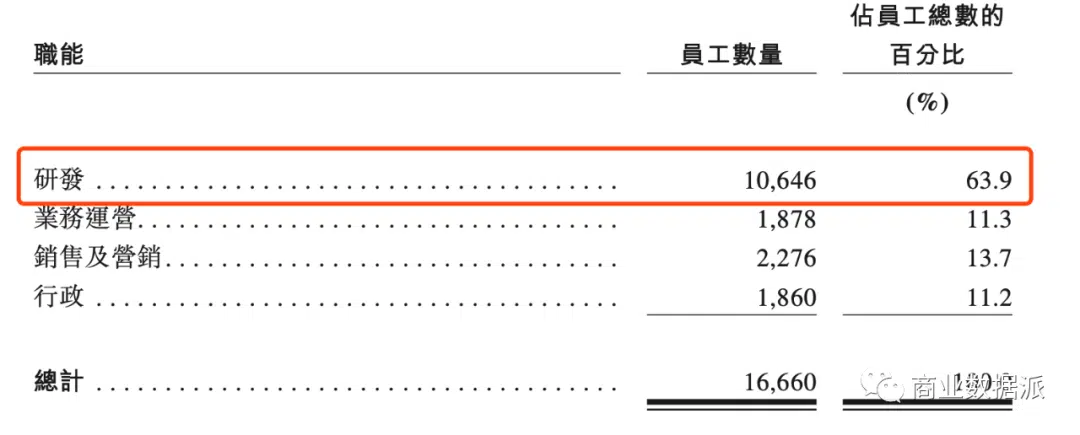 佔員工總數的
職能 員工數量 百分比
(%)
研發 10,646 63.9
業務運營 1,878 11.3
銷售及營銷 2,276 13.7
行政 1,860 11.2
總計 16,660
商业数据派